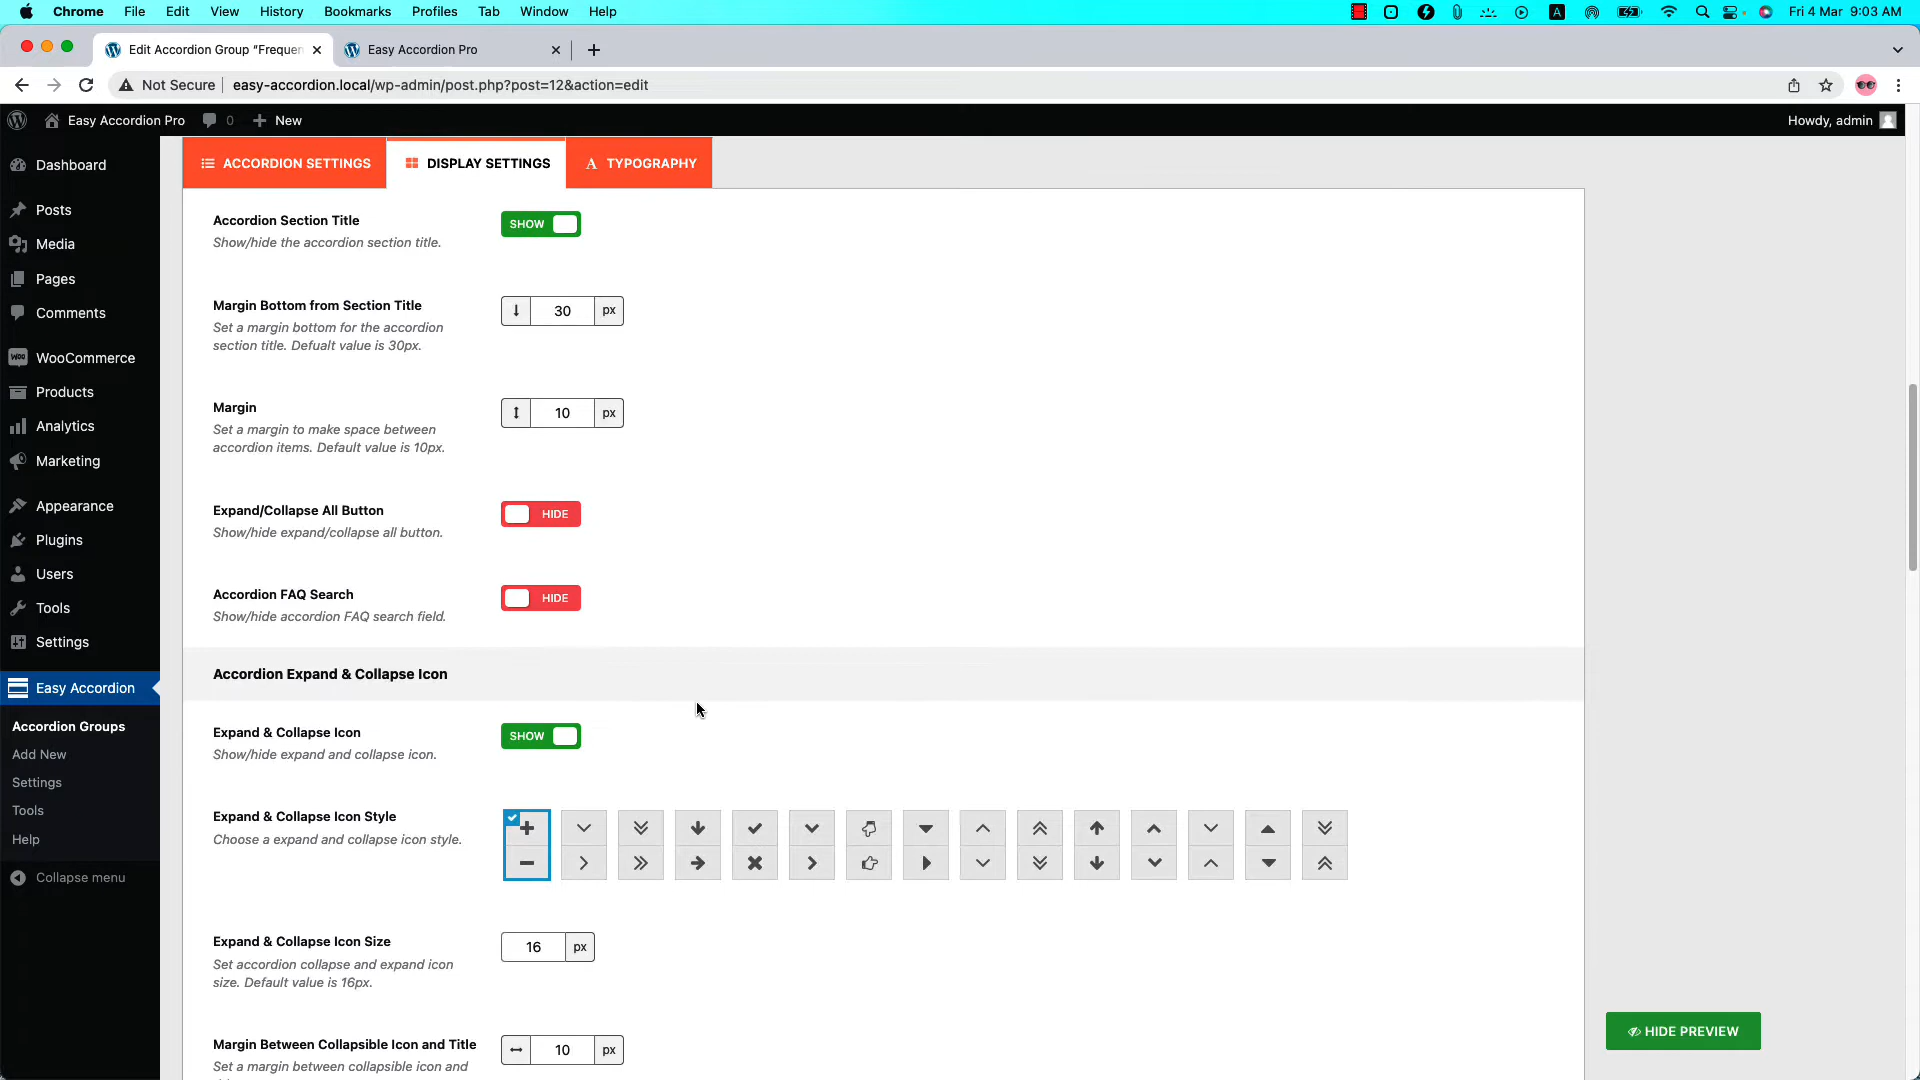 Chrome File Edit View History Bookmarks Profiles Tab Window Help A Fri 4 Mar 9:03 AM
Edit Accordion Group "Frequen Easy Accordion Pro
Not Secure easy-accordion.local/wp-admin/post.php?post=12&action=edit
Easy Accordion Pro 0 New Howdy, admin
Dashboard
Posts
Media
Pages
Comments
WOO WooCommerce
Products
Analytics
Marketing
Appearance
Plugins
Users
Tools
Settings
Easy Accordion
Accordion Groups
Add New
Settings
Tools
Help
Collapse menu
ACCORDION SETTINGS DISPLAY SETTINGS A TYPOGRAPHY
Accordion Section Title SHOW
Show/hide the accordion section title.
Margin Bottom from Section Title 30 px
Set a margin bottom for the accordion
section title. Defualt value is 30px.
Margin 10 px
Set a margin to make space between
accordion items. Default value is 10px.
Expand/Collapse All Button HIDE
Show/hide expand/collapse all button.
Accordion FAQ Search HIDE
Show/hide accordion FAQ search field.
Accordion Expand & Collapse Icon
Expand & Collapse Icon SHOW
Show/hide expand and collapse icon.
Expand & Collapse Icon Style
Choose a expand and collapse icon style.
Expand & Collapse Icon Size 16 px
Set accordion collapse and expand icon
size. Default value is 16px.
Margin Between Collapsible Icon and Title 10 px
Set a margin between collapsible icon and
HIDE PREVIEW